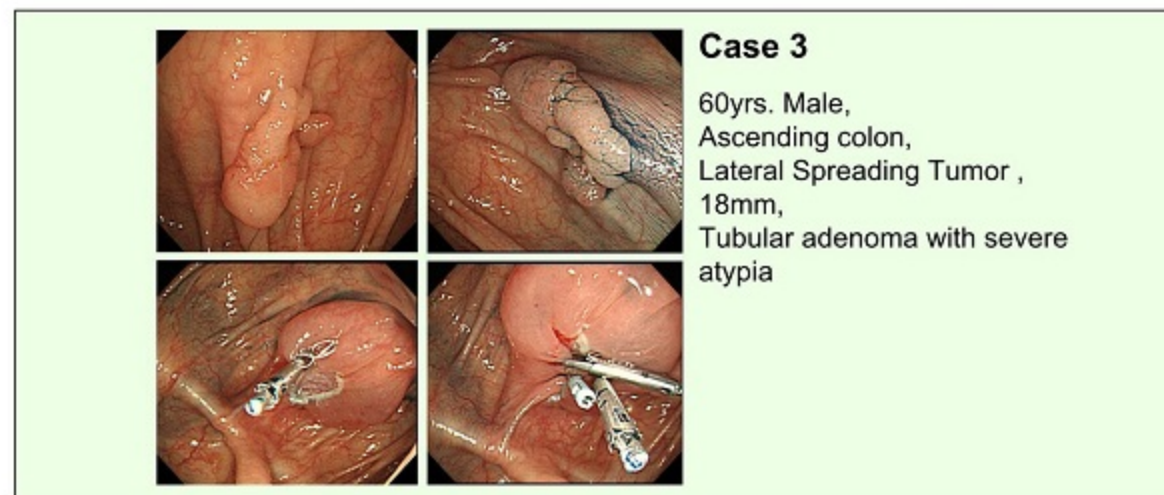 Case 3
60yrs. Male,
Ascending colon,
Lateral Spreading Tumor ,
18mm,
Tubular adenoma with severe
atypia